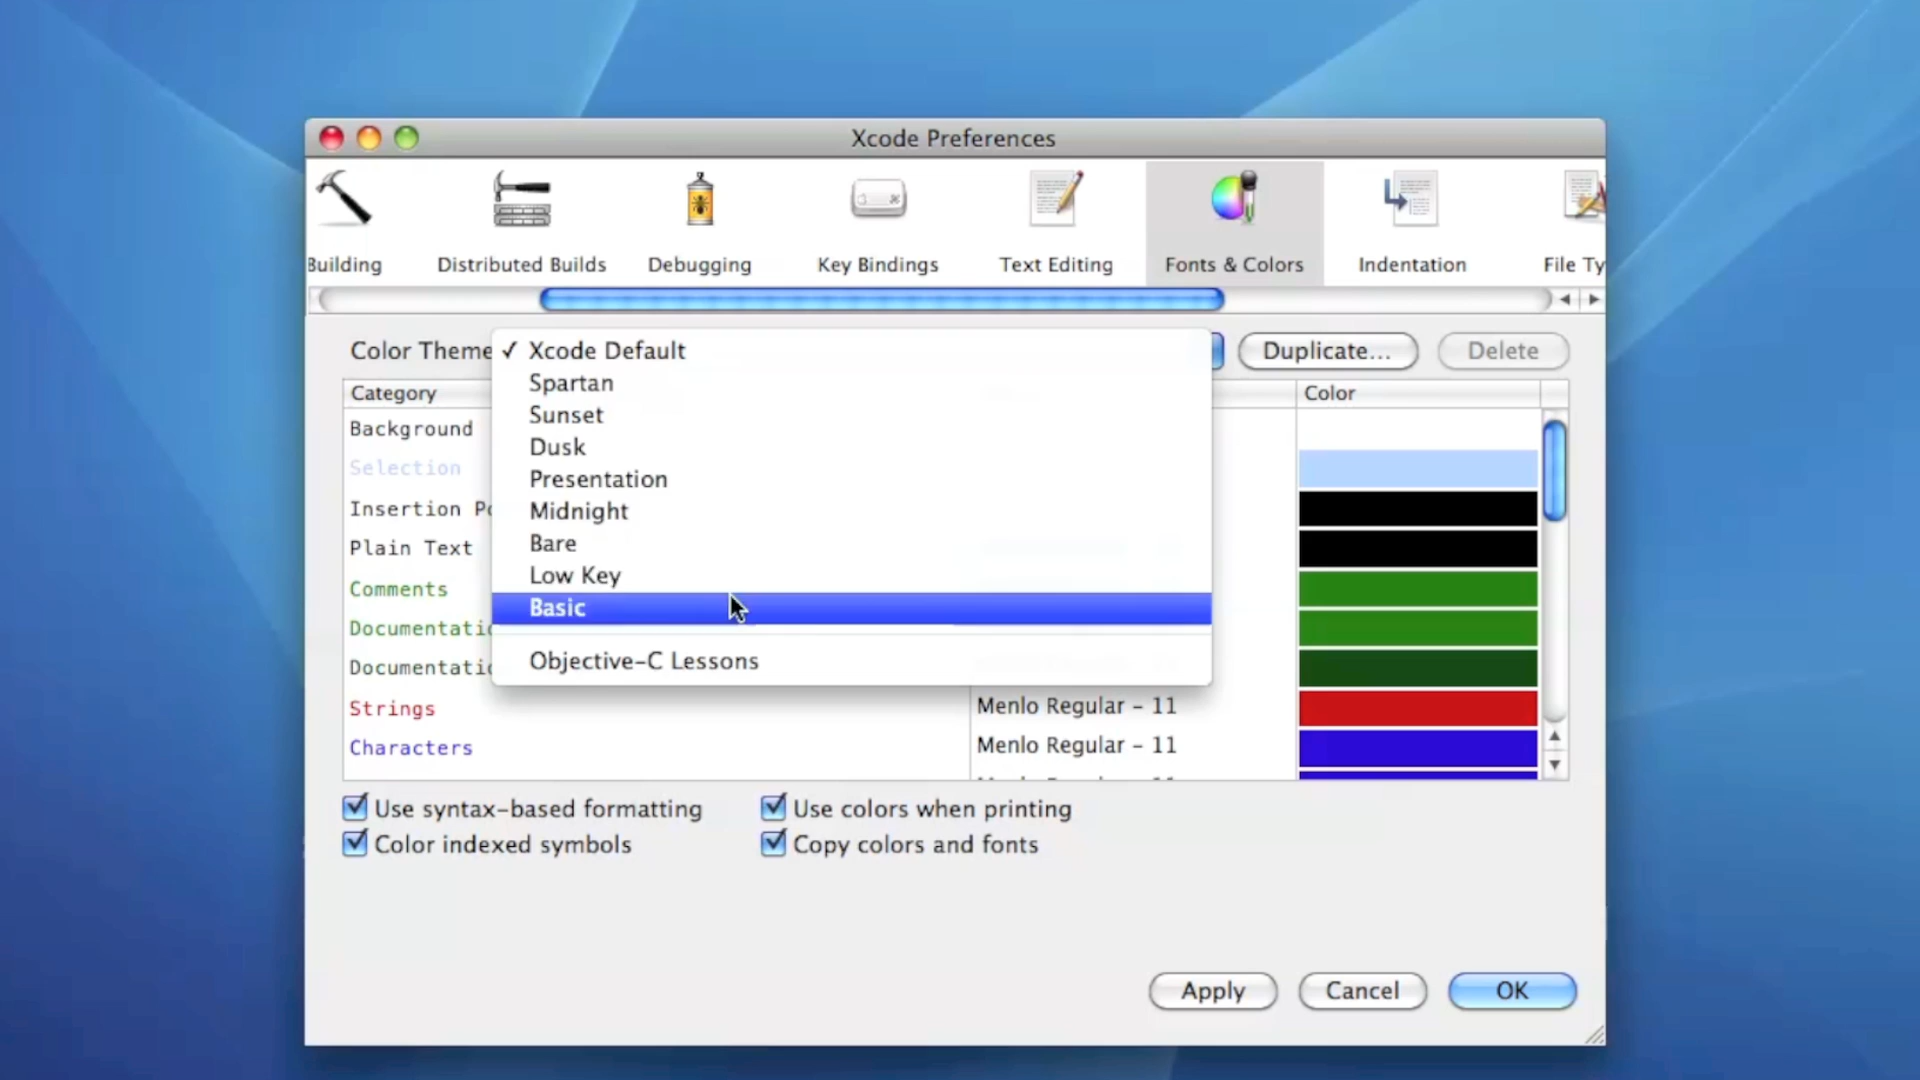 Xcode Preferences
Building
Distributed Builds
Debugging
Key Bindings
Text Editing
Fonts & Colors
Indentation
File Ty
Color Theme
✓ Xcode Default
Spartan
Sunset
Dusk
Presentation
Midnight
Bare
Low Key
Basic
Objective-C Lessons
Duplicate...
Delete
Category
Color
Background
Selection
Insertion Po
Plain Text
Comments
Documentatio
Documentatio
Strings
Menlo Regular - 11
Characters
Menlo Regular - 11
Use syntax-based formatting
Use colors when printing
Color indexed symbols
Copy colors and fonts
Apply
Cancel
OK